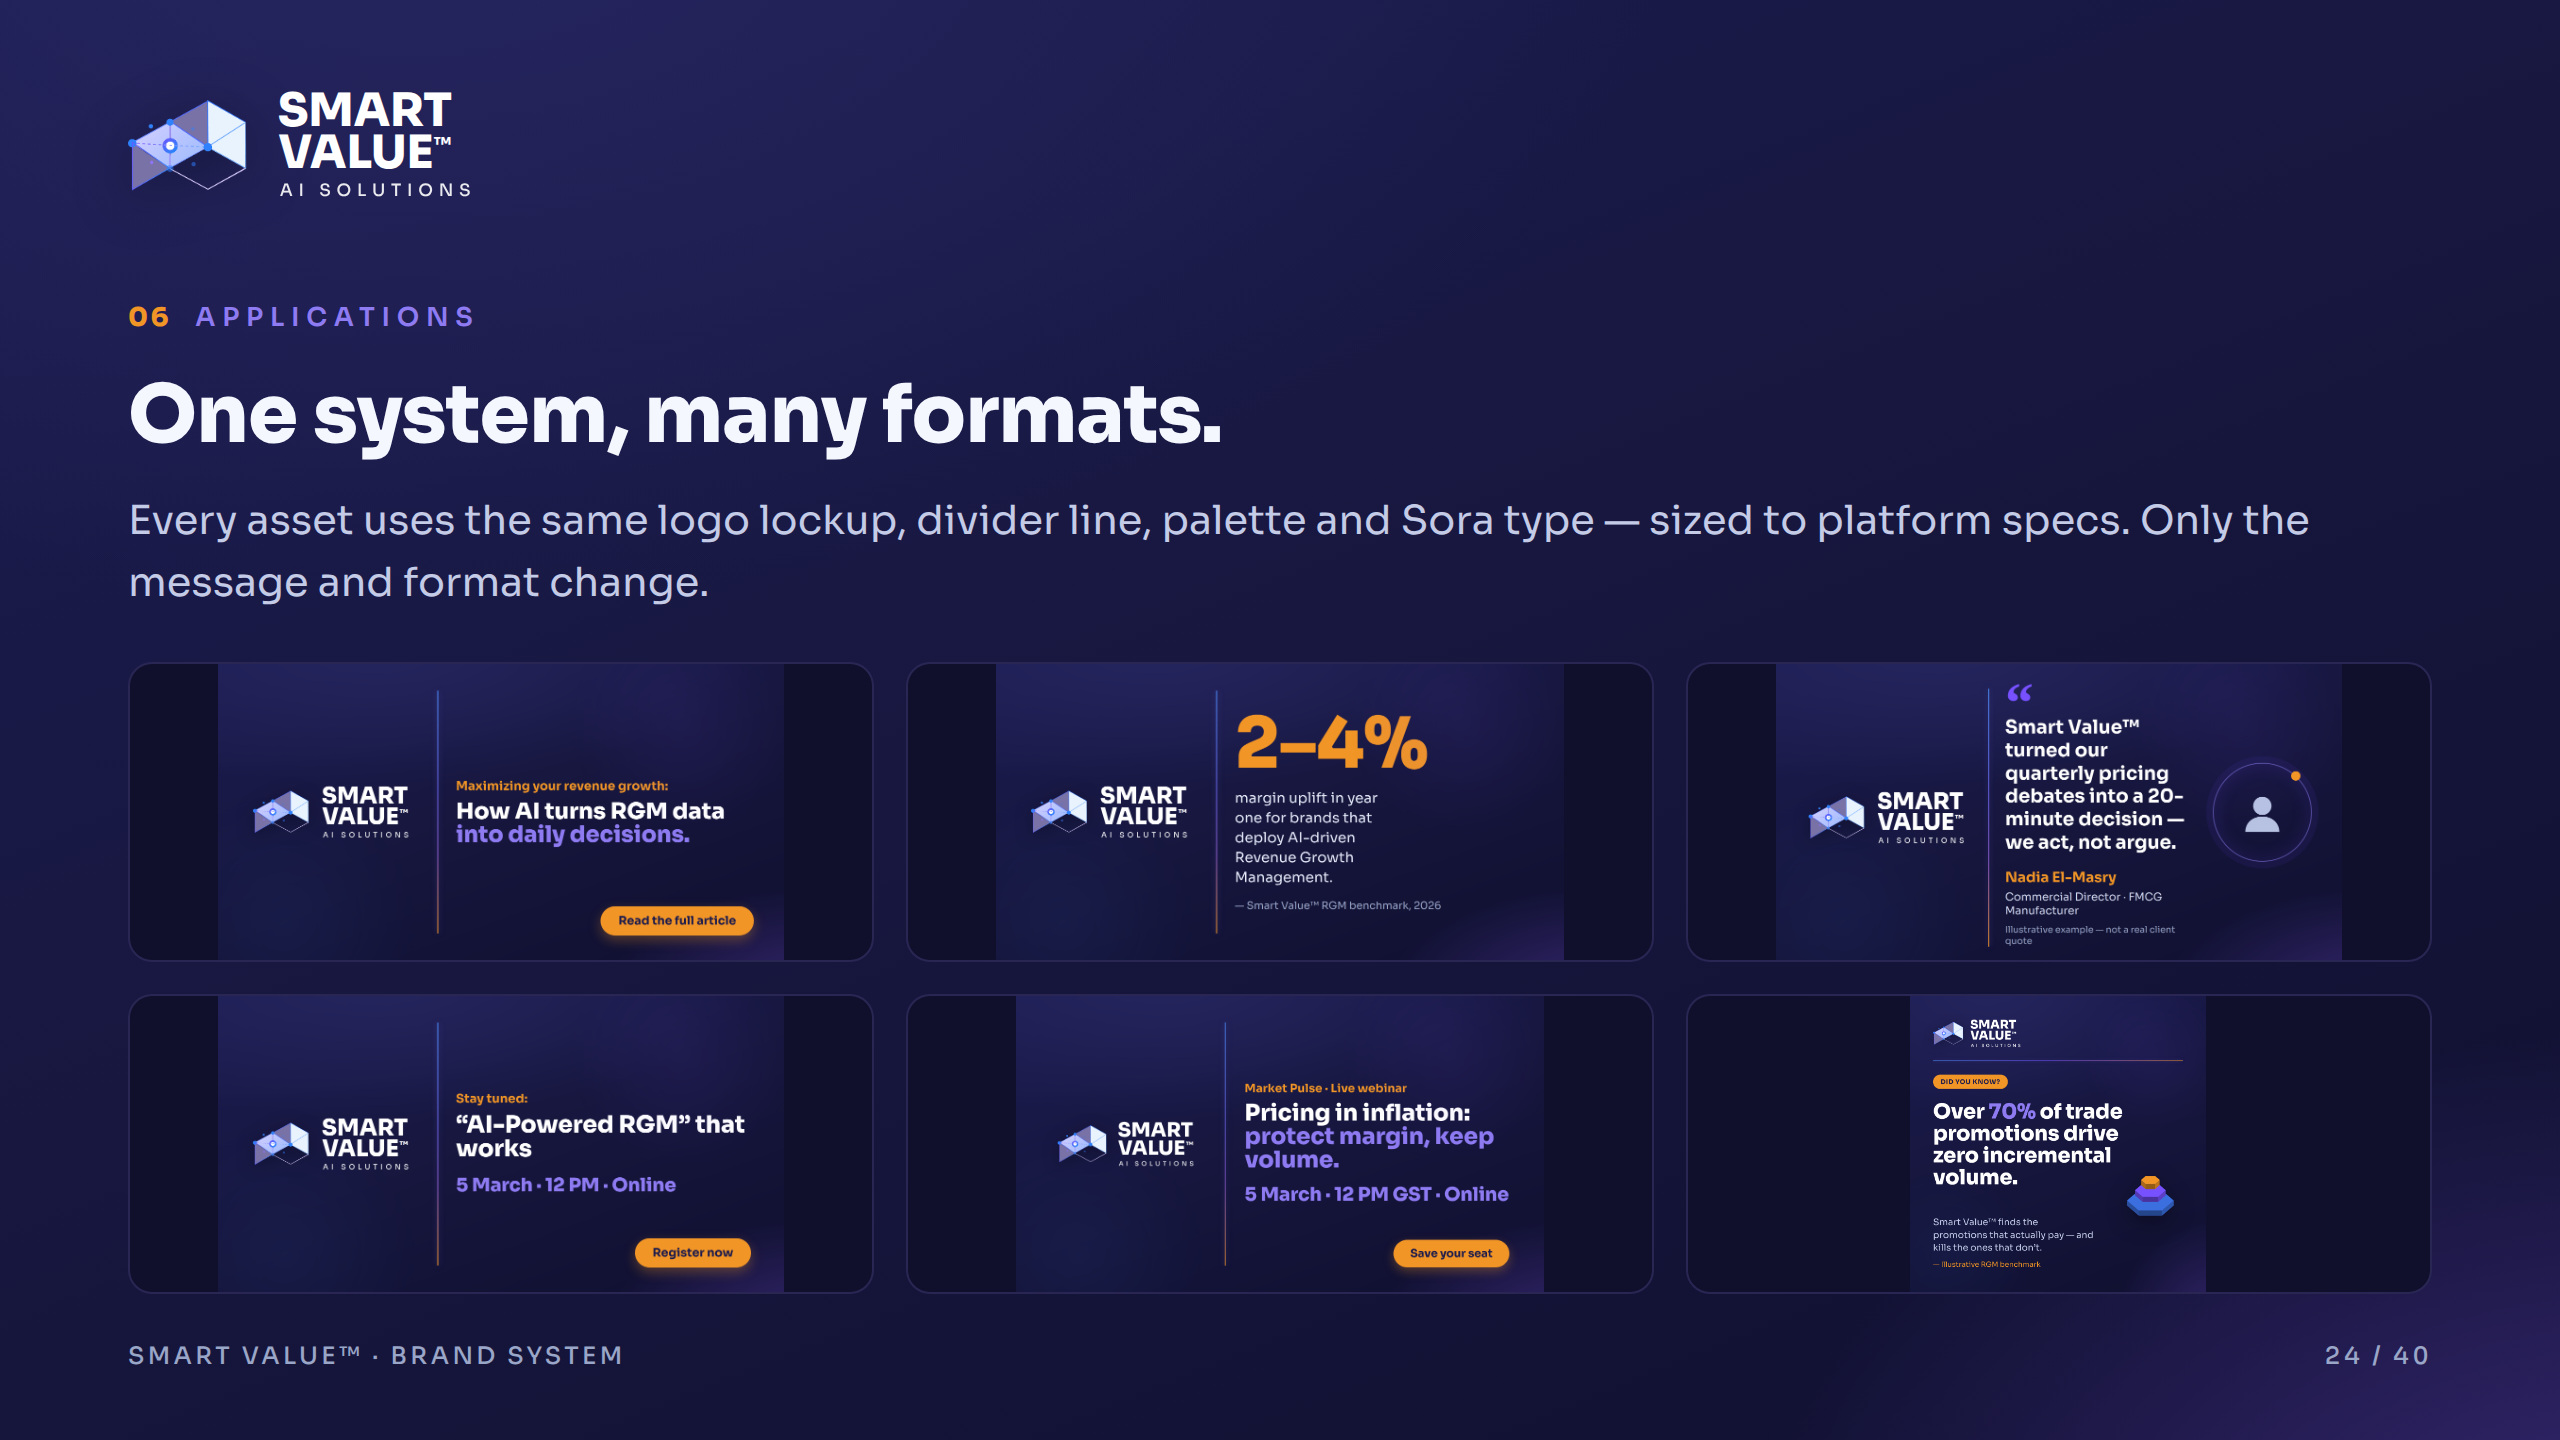 SMART
VALUE™
AI SOLUTIONS
06 APPLICATIONS
One system, many formats.
Every asset uses the same logo lockup, divider line, palette and Sora type — sized to platform specs. Only the
message and format change.
SMART
VALUE™
AI SOLUTIONS
Maximizing your revenue growth:
How AI turns RGM data
into daily decisions.
Read the full article
SMART
VALUE™
AI SOLUTIONS
2–4%
margin uplift in year
one for brands that
deploy AI-driven
Revenue Growth
Management.
— Smart Value™ RGM benchmark, 2026
SMART
VALUE™
AI SOLUTIONS
“
Smart Value™
turned our
quarterly pricing
debates into a 20-
minute decision —
we act, not argue.
Nadia El-Masry
Commercial Director · FMCG
Manufacturer
Illustrative example — not a real client
quote
SMART
VALUE™
AI SOLUTIONS
Stay tuned:
“AI-Powered RGM” that
works
5 March · 12 PM · Online
Register now
SMART
VALUE™
AI SOLUTIONS
Market Pulse · Live webinar
Pricing in inflation:
protect margin, keep
volume.
5 March · 12 PM GST · Online
Save your seat
SMART
VALUE™
AI SOLUTIONS
DID YOU KNOW?
Over 70% of trade
promotions drive
zero incremental
volume.
Smart Value™ finds the
promotions that actually pay — and
kills the ones that don't.
— Illustrative RGM benchmark
SMART VALUE™ · BRAND SYSTEM
24 / 40